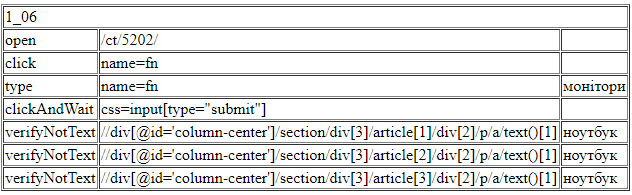 1_06
open /ct/5202/
click name=fn
type name=fn монітори
clickAndWait css=input[type="submit"]
verifyNotText //div[@id='column-center']/section/div[3]/article[1]/div[2]/p/a/text()[1] ноутбук
verifyNotText //div[@id='column-center']/section/div[3]/article[2]/div[2]/p/a/text()[1] ноутбук
verifyNotText //div[@id='column-center']/section/div[3]/article[3]/div[2]/p/a/text()[1] ноутбук